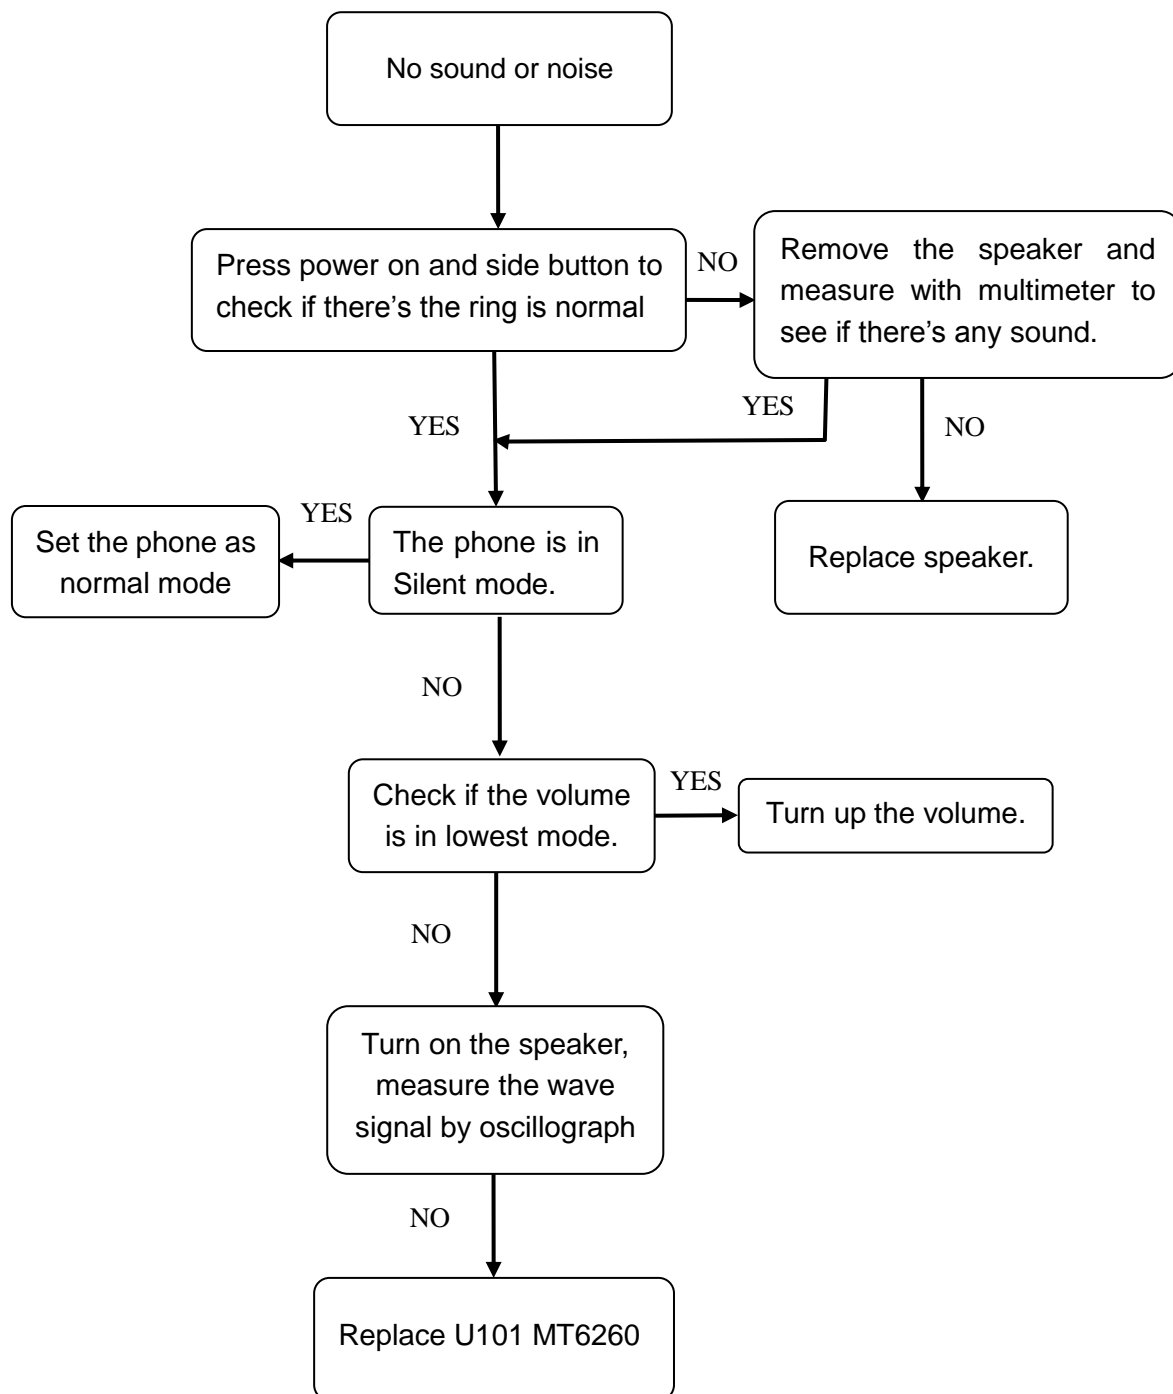 No sound or noise
Press power on and side button to
check if there's the ring is normal
NO
Remove the speaker and
measure with multimeter to
see if there's any sound.
YES
YES
NO
YES
Set the phone as
normal mode
The phone is in
Silent mode.
Replace speaker.
NO
Check if the volume
is in lowest mode.
YES
Turn up the volume.
NO
Turn on the speaker,
measure the wave
signal by oscillograph
NO
Replace U101 MT6260